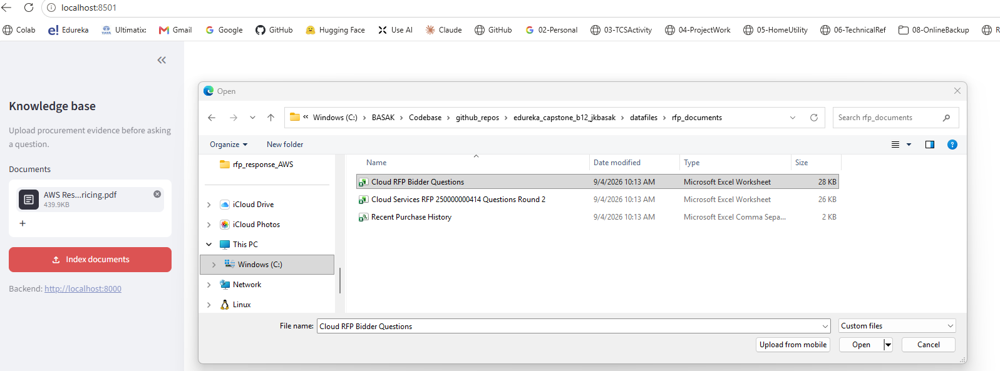 localhost:8501
Colab e! Edureka TATA Ultimatix: Gmail Google GitHub Hugging Face Use AI Claude GitHub 02-Personal 03-TCSActivity 04-ProjectWork 05-HomeUtility 06-TechnicalRef 08-OnlineBackup R
Knowledge base
Upload procurement evidence before asking
a question.
Documents
AWS Res...ricing.pdf
439.9KB
Index documents
Backend: http://localhost:8000
Open
« Windows (C:) › BASAK › Codebase › github_repos › edureka_capstone_b12_jkbasak › datafiles › rfp_documents
Search rfp_documents
Organize New folder
rfp_response_AWS
iCloud Drive
iCloud Photos
This PC
Windows (C:)
Network
Linux
Name Date modified Type Size
Cloud RFP Bidder Questions 9/4/2026 10:13 AM Microsoft Excel Worksheet 28 KB
Cloud Services RFP 250000000414 Questions Round 2 9/4/2026 10:13 AM Microsoft Excel Worksheet 26 KB
Recent Purchase History 9/4/2026 10:13 AM Microsoft Excel Comma Sepa... 2 KB
File name: Cloud RFP Bidder Questions Custom files
Upload from mobile Open Cancel